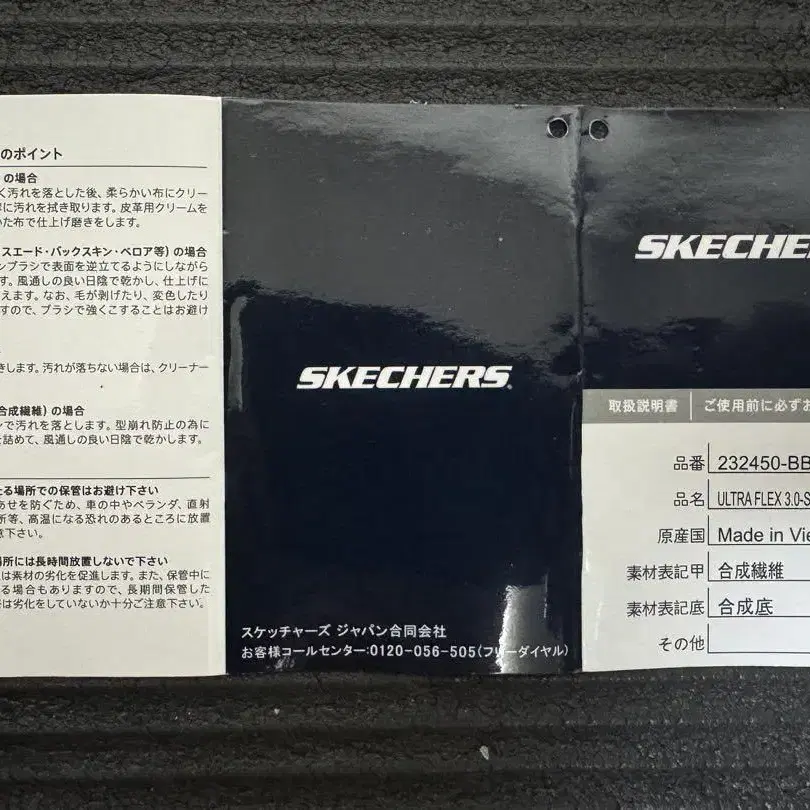 のポイント
の場合
く汚れを落とした後、柔らかい布にクリー
に汚れを拭き取ります。皮革用クリームを
いた布で仕上げ磨きをします。
スエード・バックスキン・ベロア等)の場合
ンブラシで表面を逆立てるようにしながら
す。風通しの良い日陰で乾かし、仕上げに
えます。なお、毛が剥げたり、変色したり
すので、ブラシで強くこすることはお避け
きします。汚れが落ちない場合は、クリーナー
合成繊維)の場合
ンで汚れを落とします。型崩れ防止の為に
を詰めて、風通しの良い日陰で乾かします。
たる場所での保管はお避け下さい
あせを防ぐため、車の中やベランダ、直射
所等、高温になる恐れのあるところに放置
意下さい。
場所には長時間放置しないで下さい
は素材の劣化を促進します。また、保管中に
る場合もありますので、長期間保管した
は劣化をしていないか十分ご注意下さい。
SKECHERS
スケッチャーズ ジャパン合同会社
お客様コールセンター:0120-056-505(フリーダイヤル)
SKECHE
取扱説明書 ご使用前に必ずお
品番 232450-BB
品名 ULTRA FLEX 3.0-S
原産国 Made in Vie
素材表記甲 合成繊維
素材表記底 合成底
その他